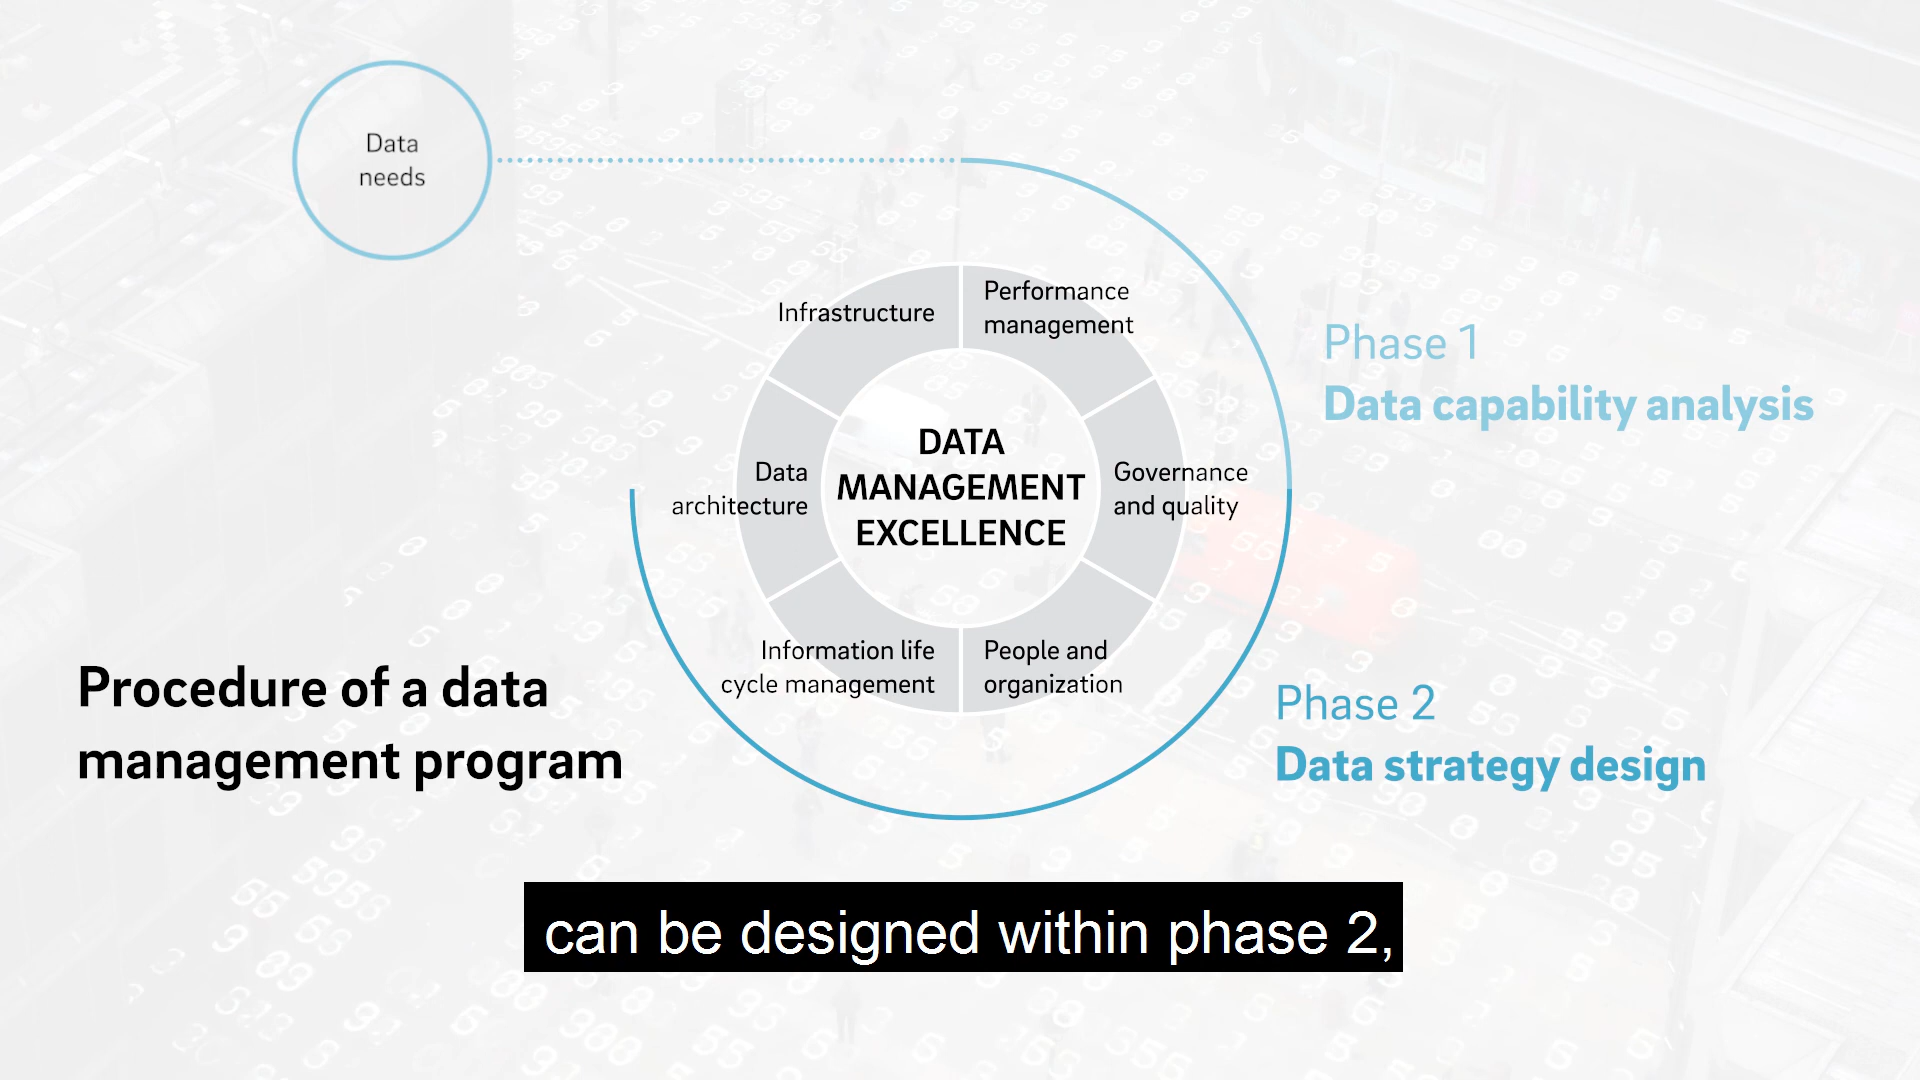 Data
needs
Infrastructure
Performance
management
Phase 1
Data capability analysis
Data
architecture
DATA
MANAGEMENT
EXCELLENCE
Governance
and quality
Information life
cycle management
People and
organization
Procedure of a data
management program
Phase 2
Data strategy design
can be designed within phase 2,